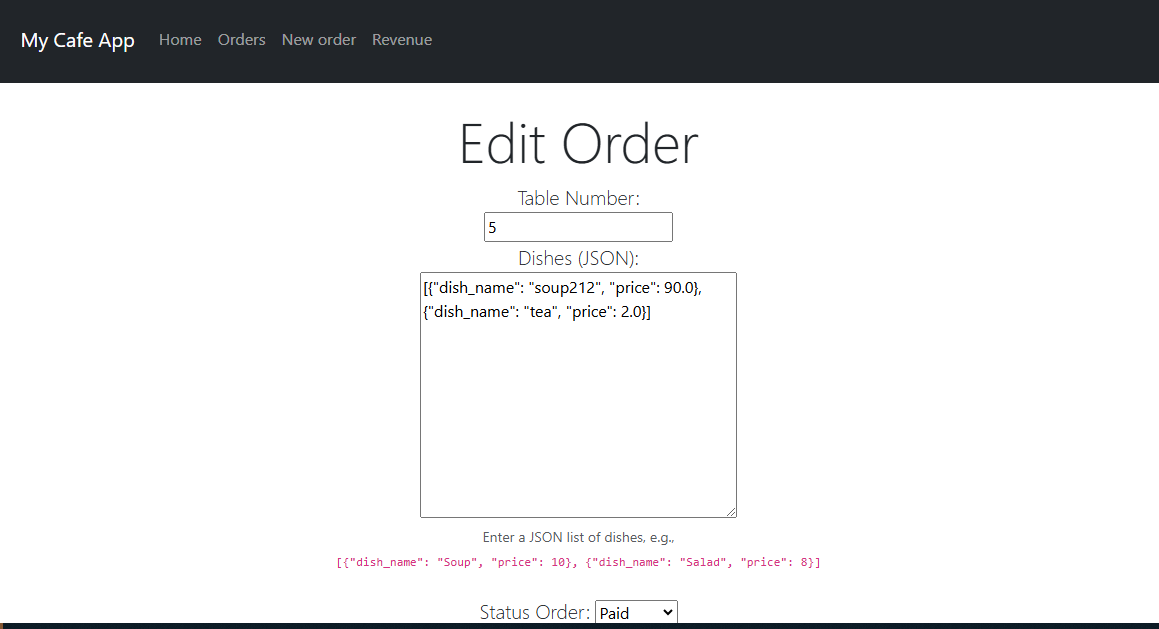 My Cafe App Home Orders New order Revenue
Edit Order
Table Number:
5
Dishes (JSON):
[{"dish_name": "soup212", "price": 90.0},
{"dish_name": "tea", "price": 2.0}]
Enter a JSON list of dishes, e.g.,
[{"dish_name": "Soup", "price": 10}, {"dish_name": "Salad", "price": 8}]
Status Order: Paid